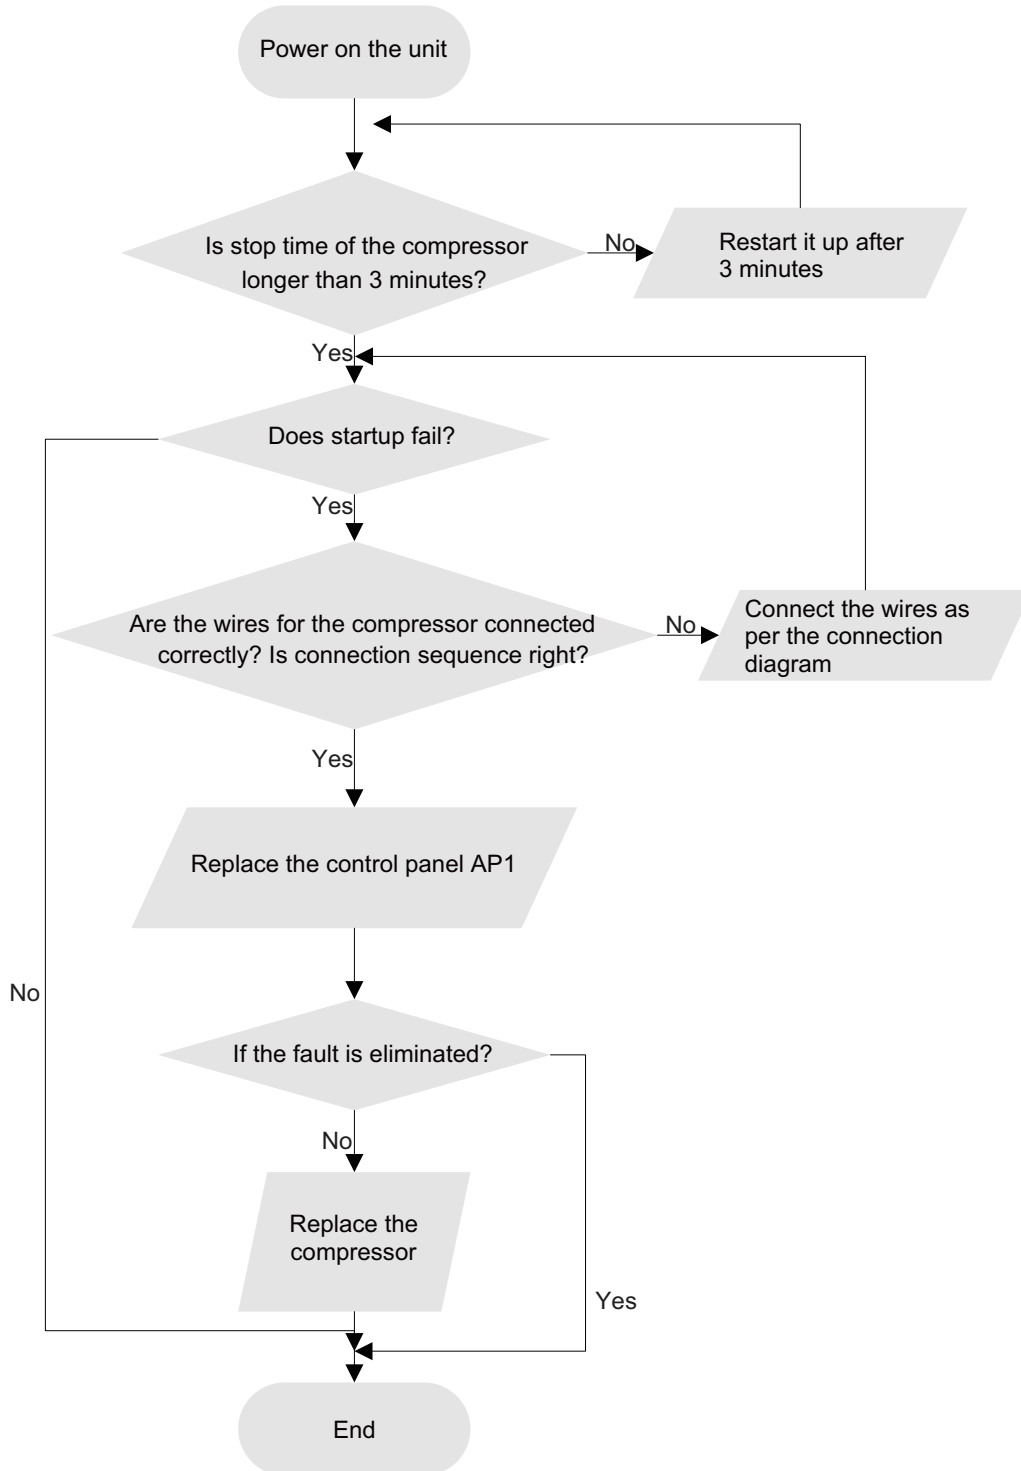 Power on the unit
Is stop time of the compressor
longer than 3 minutes?
No
Restart it up after
3 minutes
Yes
Does startup fail?
Yes
Are the wires for the compressor connected
correctly? Is connection sequence right?
No
Connect the wires as
per the connection
diagram
Yes
Replace the control panel AP1
No
If the fault is eliminated?
No
Replace the
compressor
Yes
End